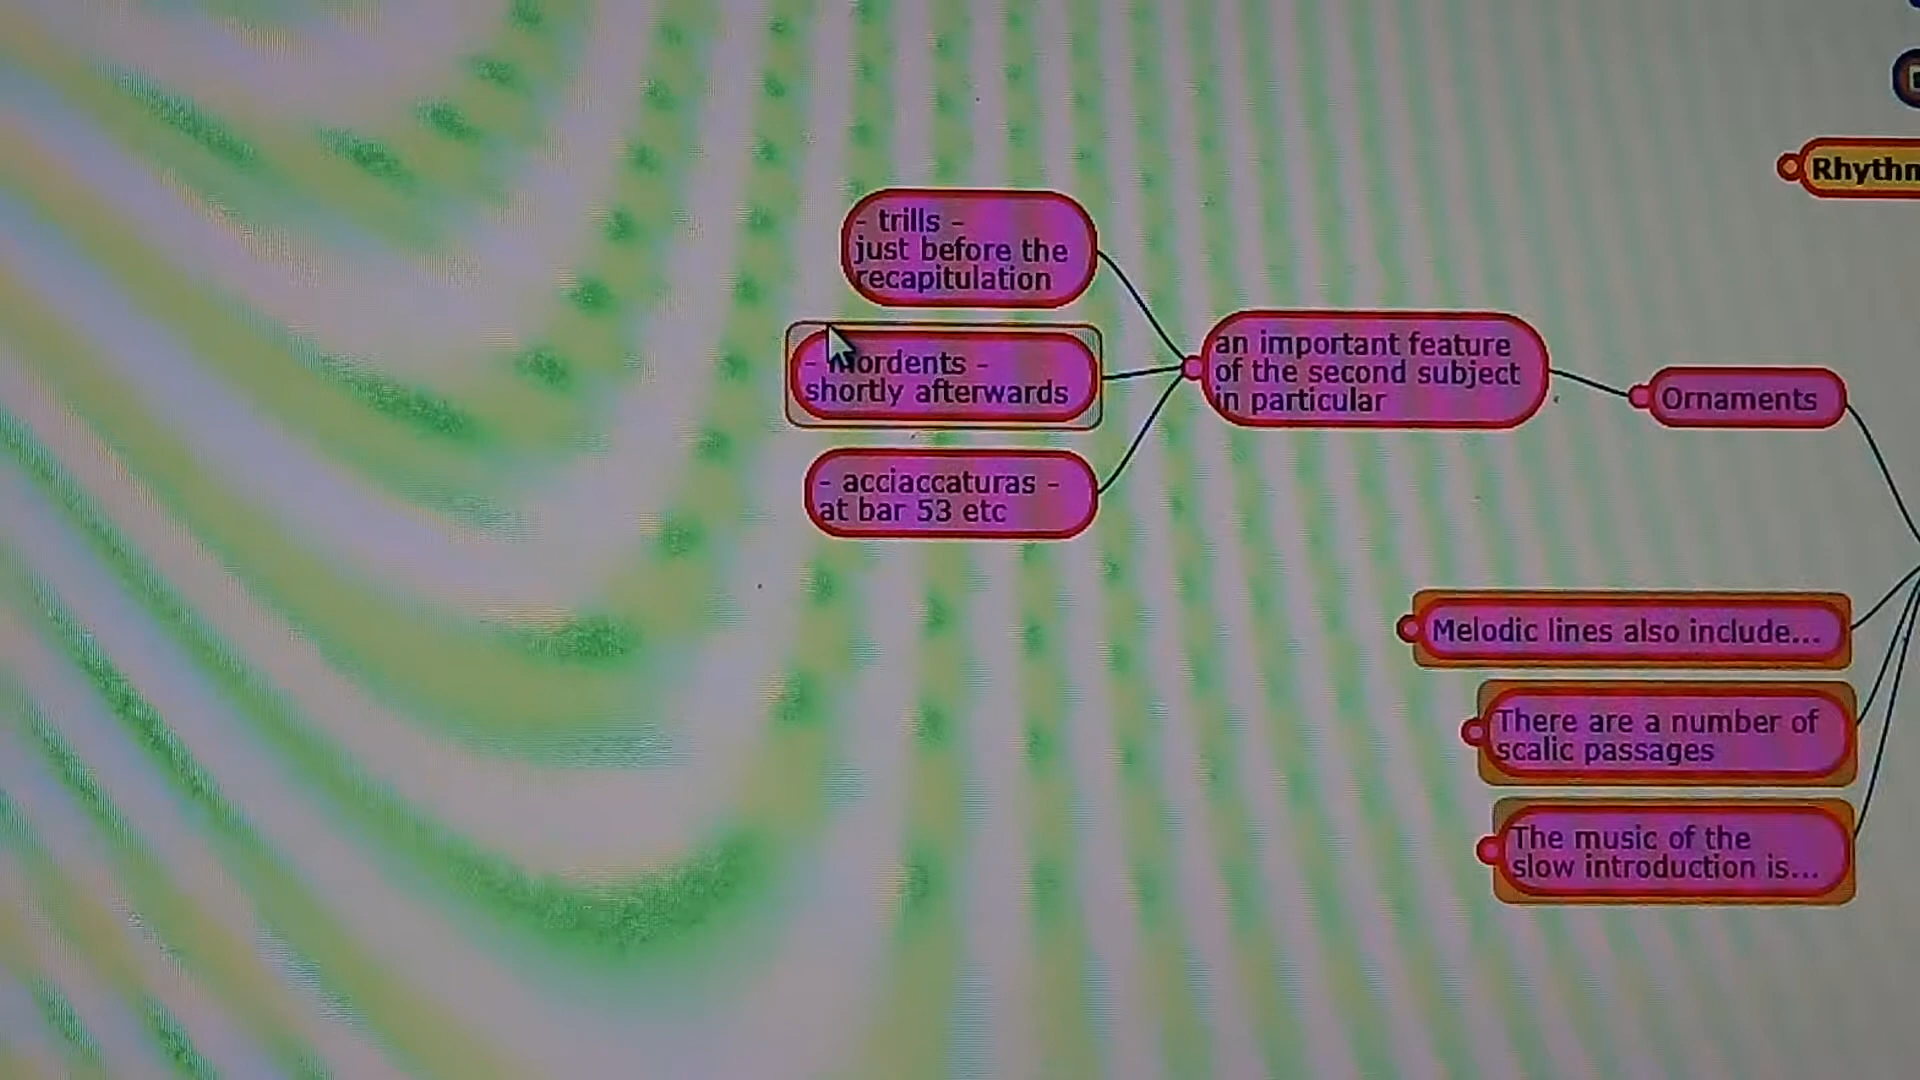 Rhythm
- trills -
just before the
recapitulation
- mordents -
shortly afterwards
- acciaccaturas -
at bar 53 etc
an important feature
of the second subject
in particular
Ornaments
Melodic lines also include...
There are a number of
scalic passages
The music of the
slow introduction is...